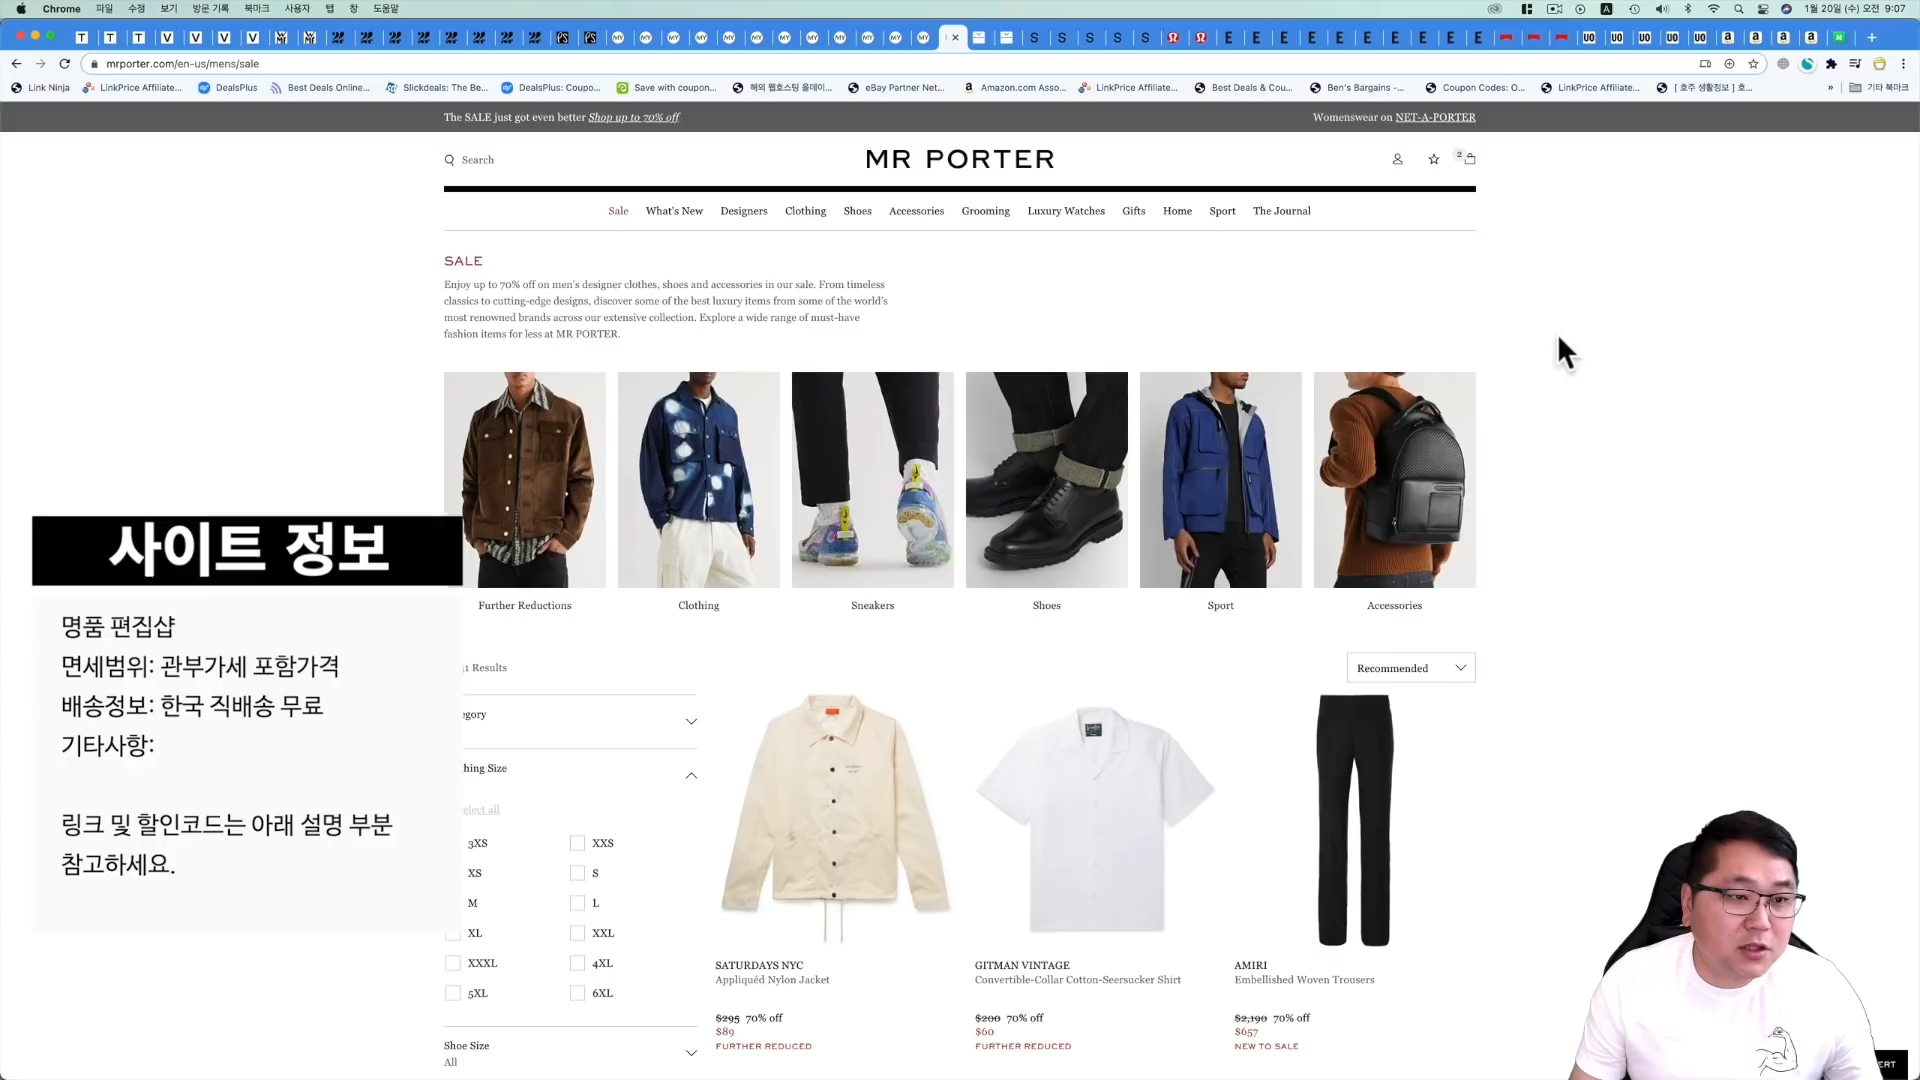 Chrome 파일 수정 보기 방문 기록 북마크 사용자 탭 창 도움말
1월 20일 (수) 오전 9:07
mrporter.com/en-us/mens/sale
Link Ninja LinkPrice Affiliate... DealsPlus Best Deals Online... Slickdeals: The Be... DealsPlus: Coupo... Save with coupon... eBay Partner Net... Amazon.com Asso... LinkPrice Affiliate... Best Deals & Cou... Ben's Bargains -... Coupon Codes: O... LinkPrice Affiliate... [ 호주 생활정보 ] 호... » 기타 북마크
The SALE just got even better Shop up to 70% off
Womenswear on NET-A-PORTER
Search
MR PORTER
2
Sale What's New Designers Clothing Shoes Accessories Grooming Luxury Watches Gifts Home Sport The Journal
SALE
Enjoy up to 70% off on men's designer clothes, shoes and accessories in our sale. From timeless
classics to cutting-edge designs, discover some of the best luxury items from some of the world's
most renowned brands across our extensive collection. Explore a wide range of must-have
fashion items for less at MR PORTER.
Further Reductions Clothing Sneakers Shoes Sport Accessories
사이트 정보
명품 편집샵
면세범위: 관부가세 포함가격
배송정보: 한국 직배송 무료
기타사항:
링크 및 할인코드는 아래 설명 부분
참고하세요.
1 Results
Recommended
egory
hing Size
elect all
3XS XXS
XS S
M L
XL XXL
XXXL 4XL
5XL 6XL
Shoe Size
All
SATURDAYS NYC
Appliquéd Nylon Jacket
$295 70% off
$89
FURTHER REDUCED
GITMAN VINTAGE
Convertible-Collar Cotton-Seersucker Shirt
$200 70% off
$60
FURTHER REDUCED
AMIRI
Embellished Woven Trousers
$2,190 70% off
$657
NEW TO SALE
ERT